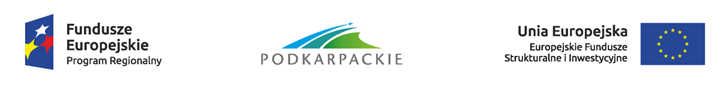 Fundusze
Europejskie
Program Regionalny
PODKARPACKIE
Unia Europejska
Europejskie Fundusze
Strukturalne i Inwestycyjne